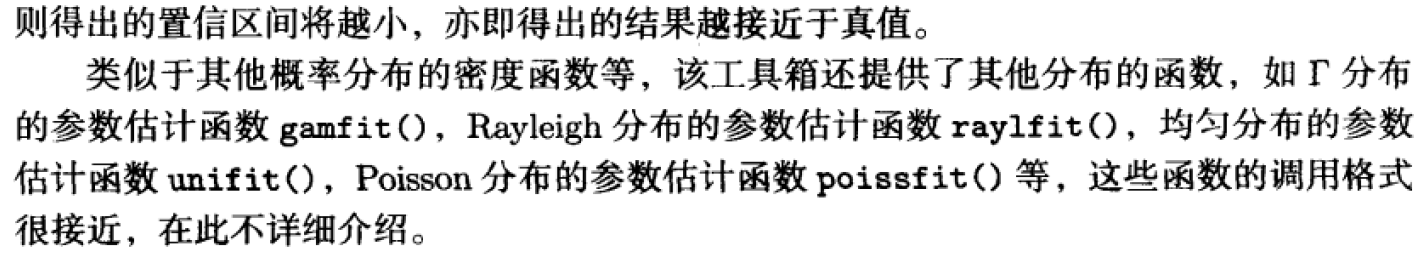 则得出的置信区间将越小，亦即得出的结果越接近于真值。
类似于其他概率分布的密度函数等，该工具箱还提供了其他分布的函数，如 Γ 分布
的参数估计函数 gamfit()，Rayleigh 分布的参数估计函数 raylfit()，均匀分布的参数
估计函数 unifit()，Poisson 分布的参数估计函数 poissfit() 等，这些函数的调用格式
很接近，在此不详细介绍。